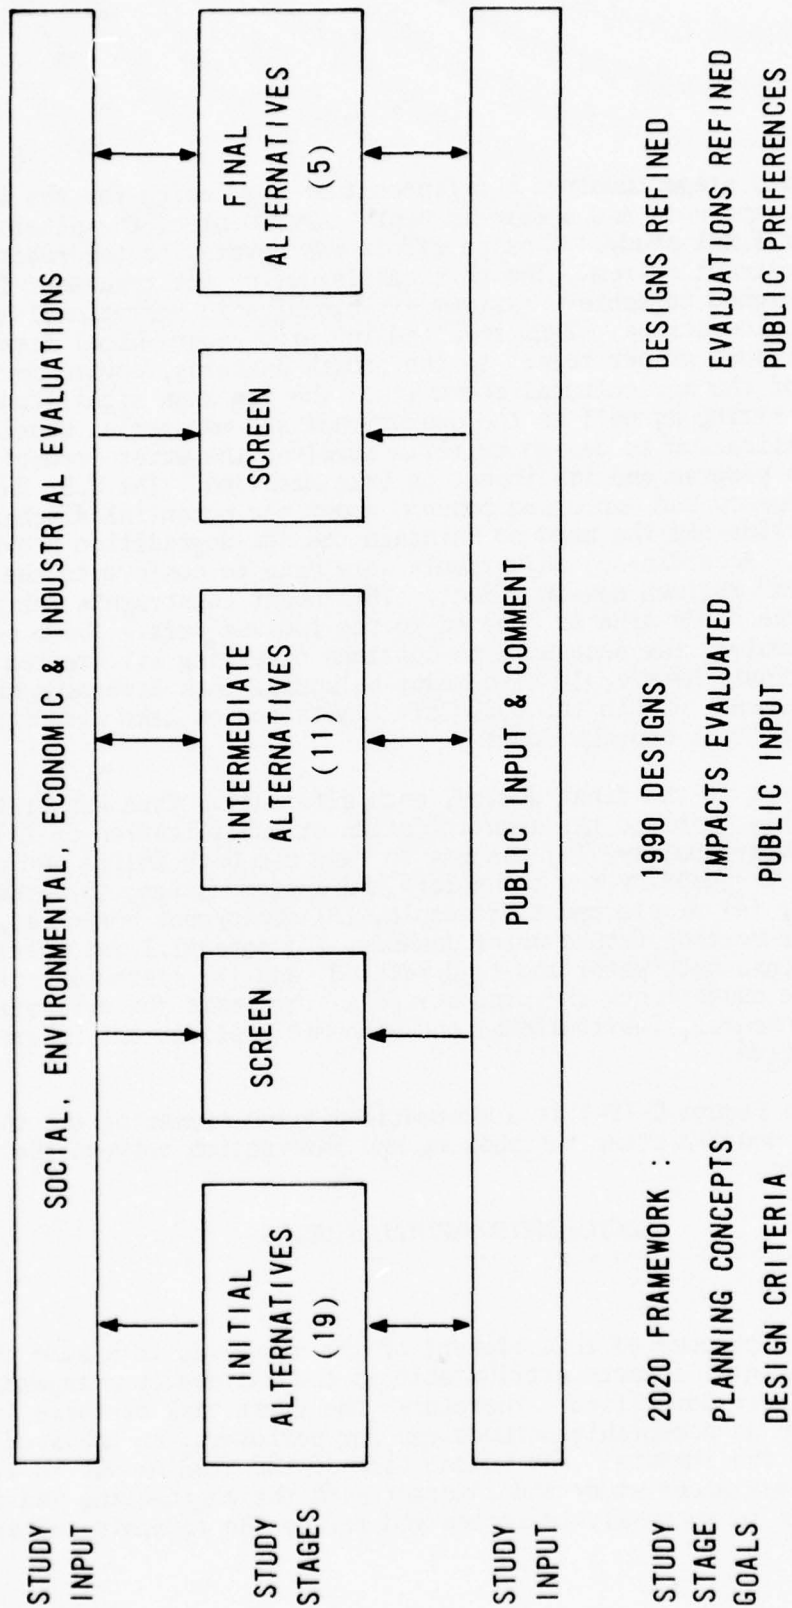 STUDY
INPUT
SOCIAL, ENVIRONMENTAL, ECONOMIC & INDUSTRIAL EVALUATIONS
STUDY
STAGES
INITIAL
ALTERNATIVES
(19)
SCREEN
INTERMEDIATE
ALTERNATIVES
(11)
SCREEN
FINAL
ALTERNATIVES
(5)
STUDY
INPUT
PUBLIC INPUT & COMMENT
STUDY
STAGE
GOALS
2020 FRAMEWORK :
PLANNING CONCEPTS
DESIGN CRITERIA
1990 DESIGNS
IMPACTS EVALUATED
PUBLIC INPUT
DESIGNS REFINED
EVALUATIONS REFINED
PUBLIC PREFERENCES